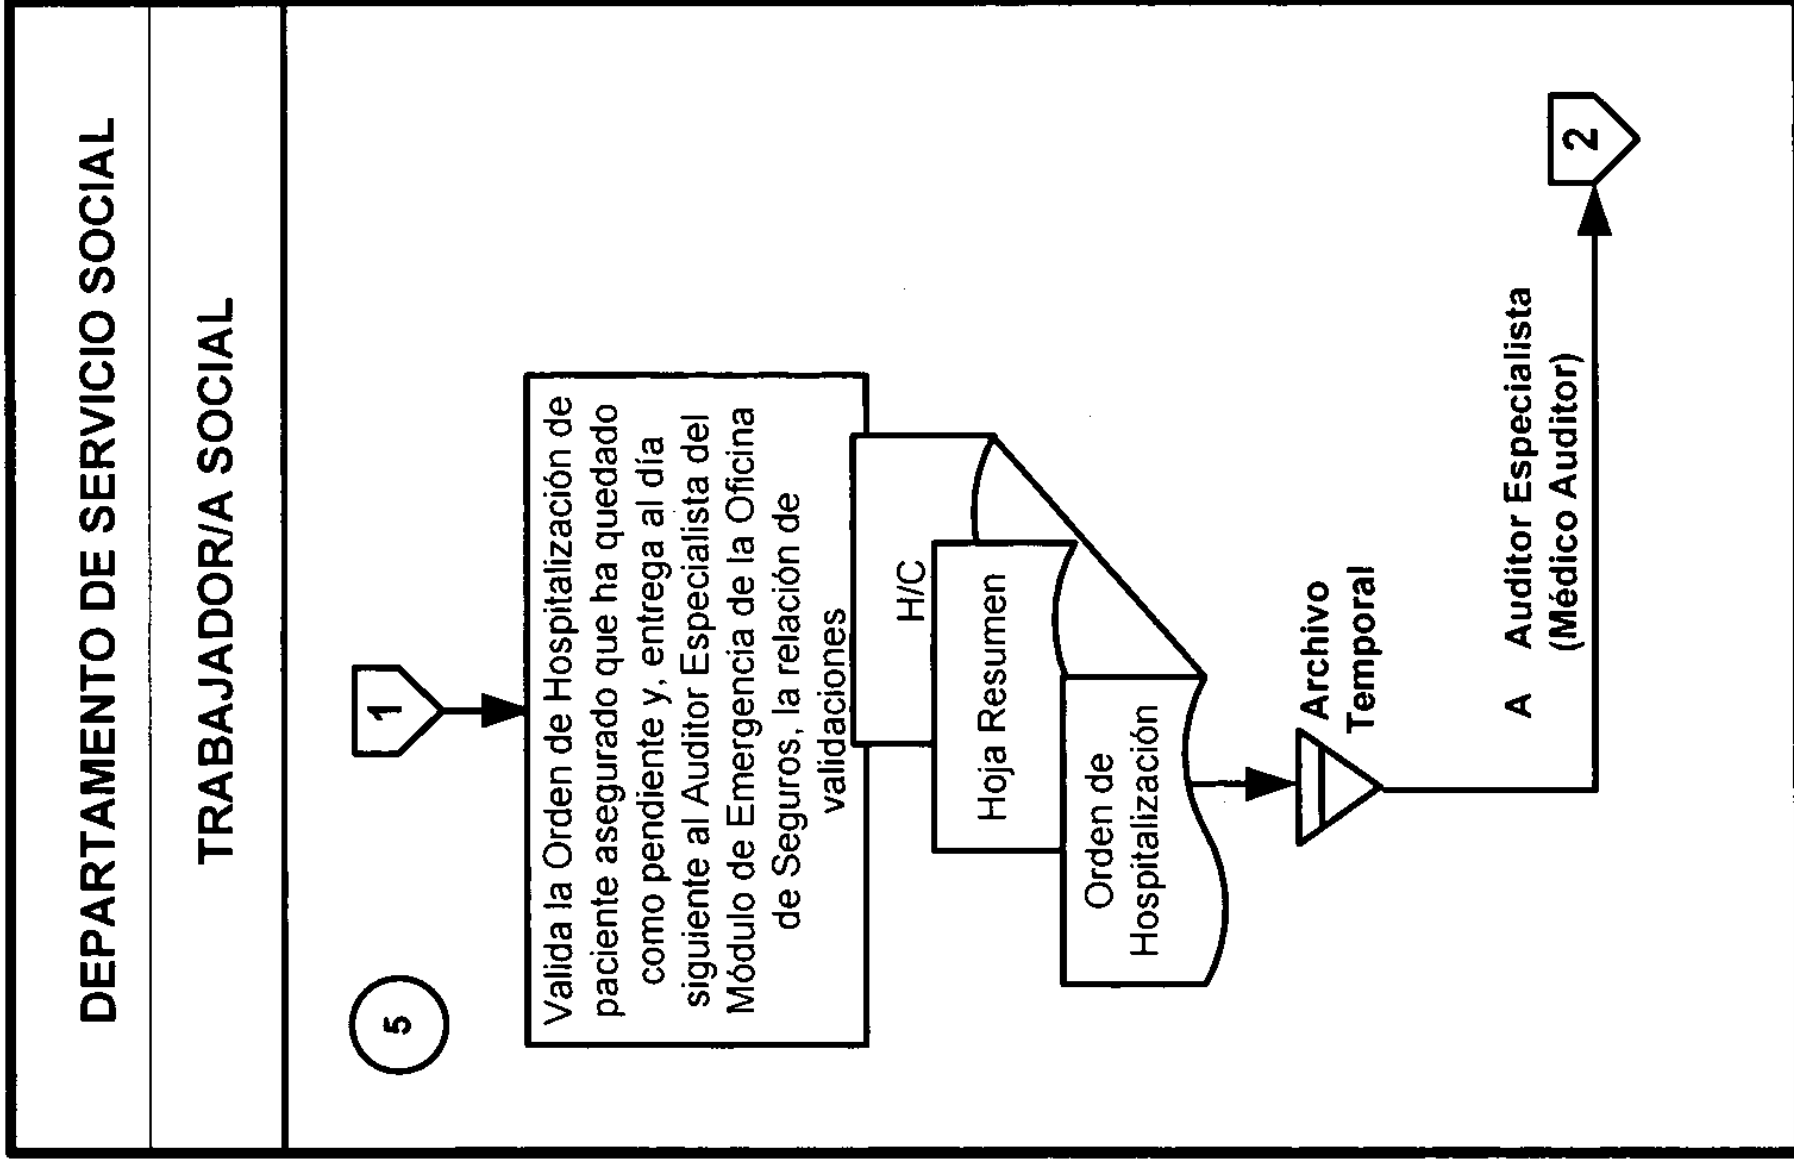 DEPARTAMENTO DE SERVICIO SOCIAL
TRABAJADOR/A SOCIAL
5
1
Valida la Orden de Hospitalización de
paciente asegurado que ha quedado
como pendiente y, entrega al día
siguiente al Auditor Especialista del
Módulo de Emergencia de la Oficina
de Seguros, la relación de
validaciones
H/C
Hoja Resumen
Orden de
Hospitalización
Archivo
Temporal
A Auditor Especialista
(Médico Auditor)
2